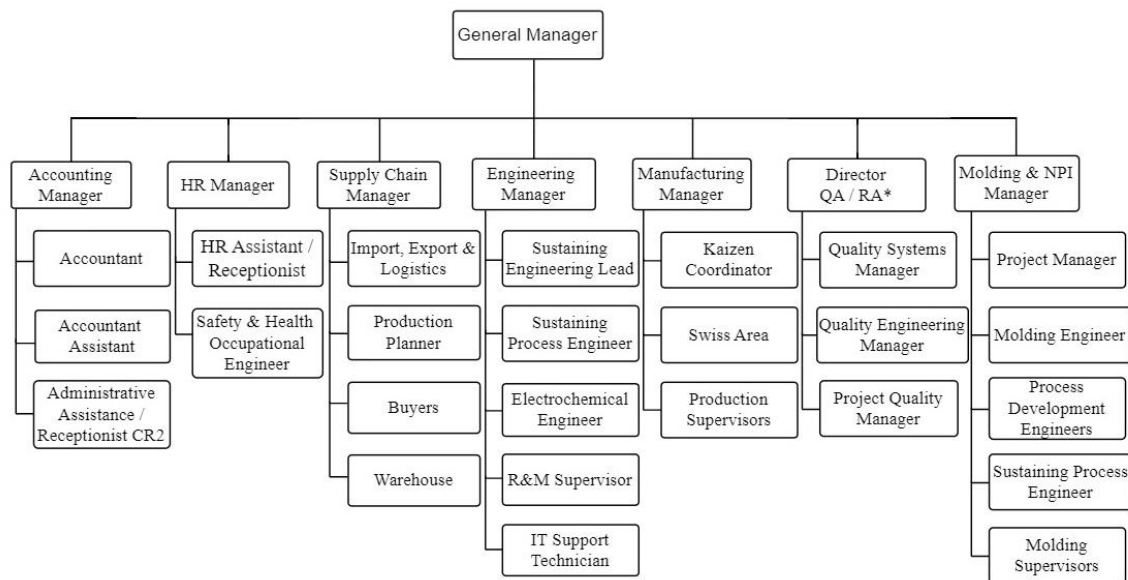 General Manager
Accounting
Manager
HR Manager
Supply Chain
Manager
Engineering
Manager
Manufacturing
Manager
Director
QA / RA*
Molding & NPI
Manager
Accountant
Accountant
Assistant
Administrative
Assistance /
Receptionist CR2
HR Assistant /
Receptionist
Safety & Health
Occupational
Engineer
Import, Export &
Logistics
Production
Planner
Buyers
Warehouse
Sustaining
Engineering Lead
Sustaining
Process Engineer
Electrochemical
Engineer
R&M Supervisor
IT Support
Technician
Kaizen
Coordinator
Swiss Area
Production
Supervisors
Quality Systems
Manager
Quality Engineering
Manager
Project Quality
Manager
Project Manager
Molding Engineer
Process
Development
Engineers
Sustaining Process
Engineer
Molding
Supervisors